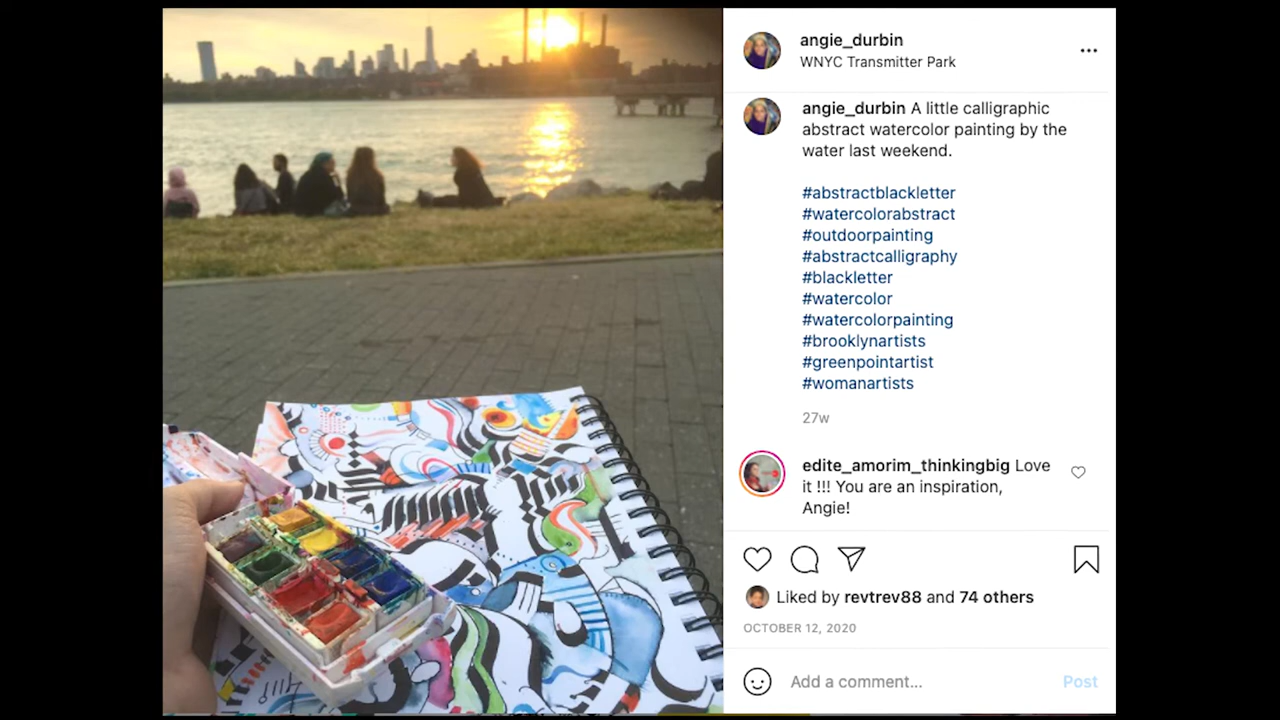 angie_durbin
WNYC Transmitter Park
angie_durbin A little calligraphic
abstract watercolor painting by the
water last weekend.
#abstractblackletter
#watercolorabstract
#outdoorpainting
#abstractcalligraphy
#blackletter
#watercolor
#watercolorpainting
#brooklynartists
#greenpointartist
#womanartists
27w
edite_amorim_thinkingbig Love
it !!! You are an inspiration,
Angie!
Liked by revtrev88 and 74 others
OCTOBER 12, 2020
Add a comment...
Post